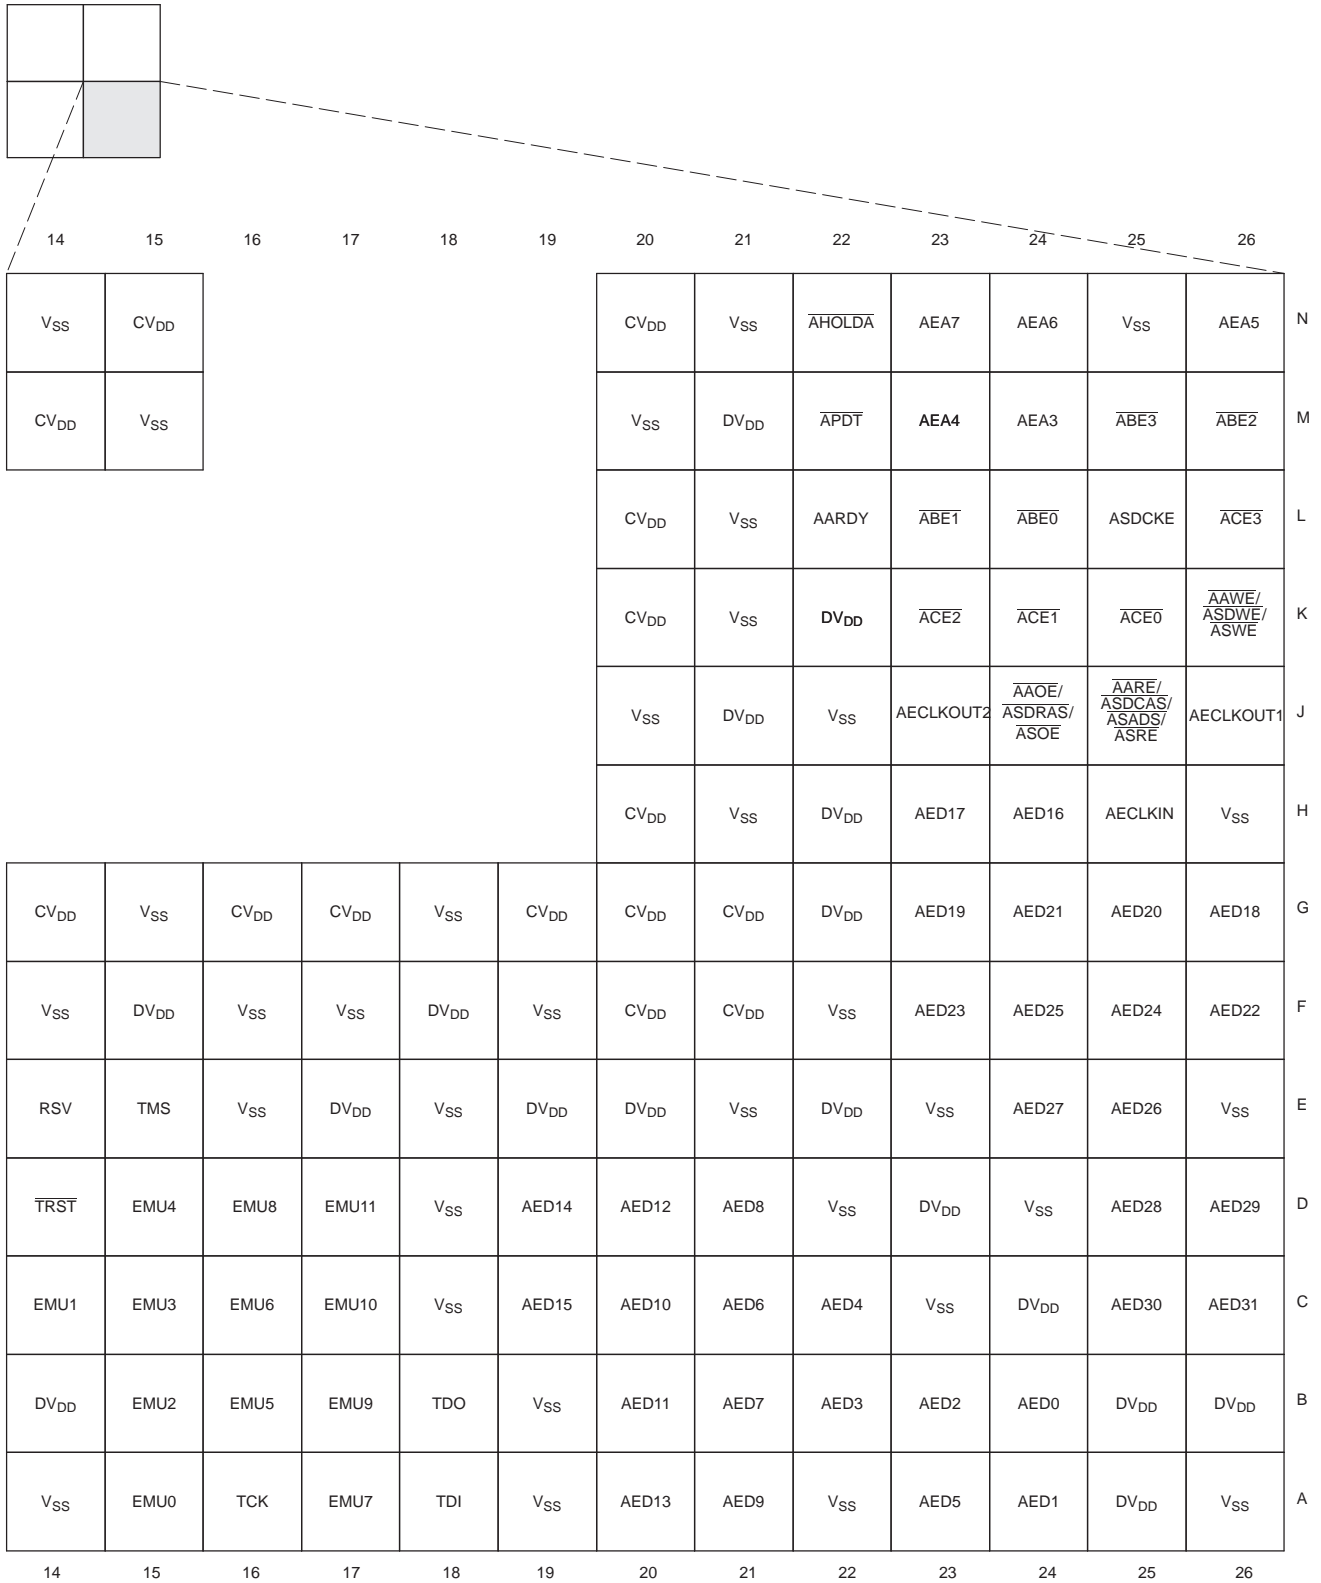 14 15 16 17 18 19 20 21 22 23 24 25 26
VSS CVDD CVDD VSS AHOLDA AEA7 AEA6 VSS AEA5 N
CVDD VSS VSS DVDD APDT AEA4 AEA3 ABE3 ABE2 M
CVDD VSS AARDY ABE1 ABE0 ASDCKE ACE3 L
CVDD VSS DVDD ACE2 ACE1 ACE0 AAWE/ ASDWE/ ASWE K
VSS DVDD VSS AECLKOUT2 AAOE/ ASDRAS/ ASOE AARE/ ASDCAS/ ASADS/ ASRE AECLKOUT1 J
CVDD VSS DVDD AED17 AED16 AECLKIN VSS H
CVDD VSS CVDD CVDD VSS CVDD CVDD CVDD DVDD AED19 AED21 AED20 AED18 G
VSS DVDD VSS VSS DVDD VSS CVDD CVDD VSS AED23 AED25 AED24 AED22 F
RSV TMS VSS DVDD VSS DVDD DVDD VSS DVDD VSS AED27 AED26 VSS E
TRST EMU4 EMU8 EMU11 VSS AED14 AED12 AED8 VSS DVDD VSS AED28 AED29 D
EMU1 EMU3 EMU6 EMU10 VSS AED15 AED10 AED6 AED4 VSS DVDD AED30 AED31 C
DVDD EMU2 EMU5 EMU9 TDO VSS AED11 AED7 AED3 AED2 AED0 DVDD DVDD B
VSS EMU0 TCK EMU7 TDI VSS AED13 AED9 VSS AED5 AED1 DVDD VSS A
14 15 16 17 18 19 20 21 22 23 24 25 26